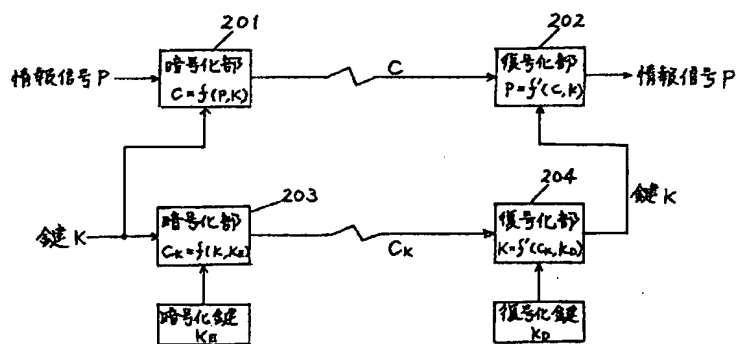 201
202
情報信号P
暗号化部
C=f(P,K)
C
復号化部
P=f'(C,K)
情報信号P
203
204
鍵K
暗号化部
CK=f(K,KE)
CK
復号化部
K=f'(CK,KD)
鍵K
暗号化鍵
KE
復号化鍵
KD